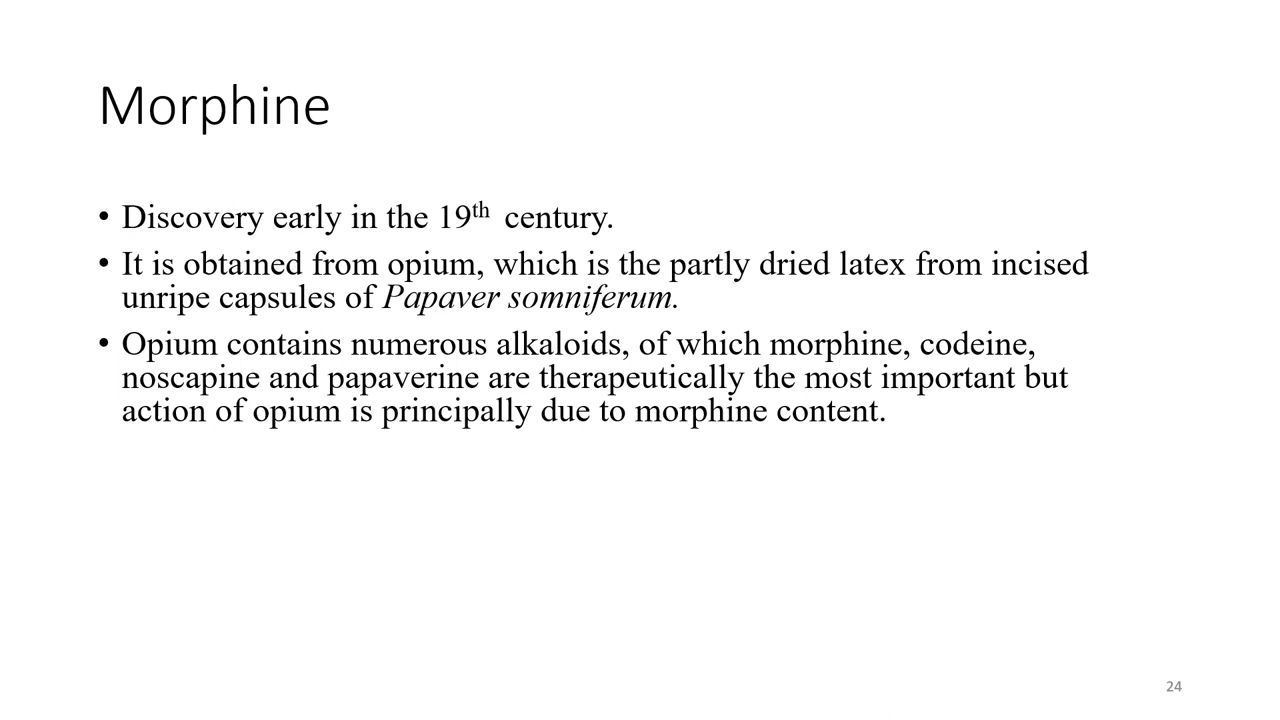 Morphine
• Discovery early in the 19th century.
• It is obtained from opium, which is the partly dried latex from incised
unripe capsules of Papaver somniferum.
• Opium contains numerous alkaloids, of which morphine, codeine,
noscapine and papaverine are therapeutically the most important but
action of opium is principally due to morphine content.
24